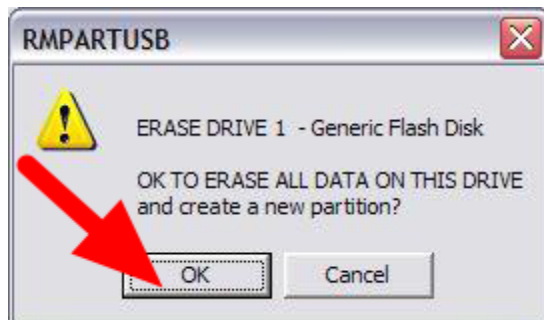 RMPARTUSB
ERASE DRIVE 1 - Generic Flash Disk
OK TO ERASE ALL DATA ON THIS DRIVE
and create a new partition?
OK
Cancel